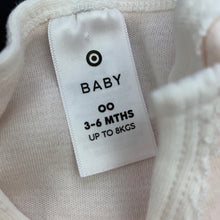 BABY
00
3-6 MTHS
UP TO 8KGS